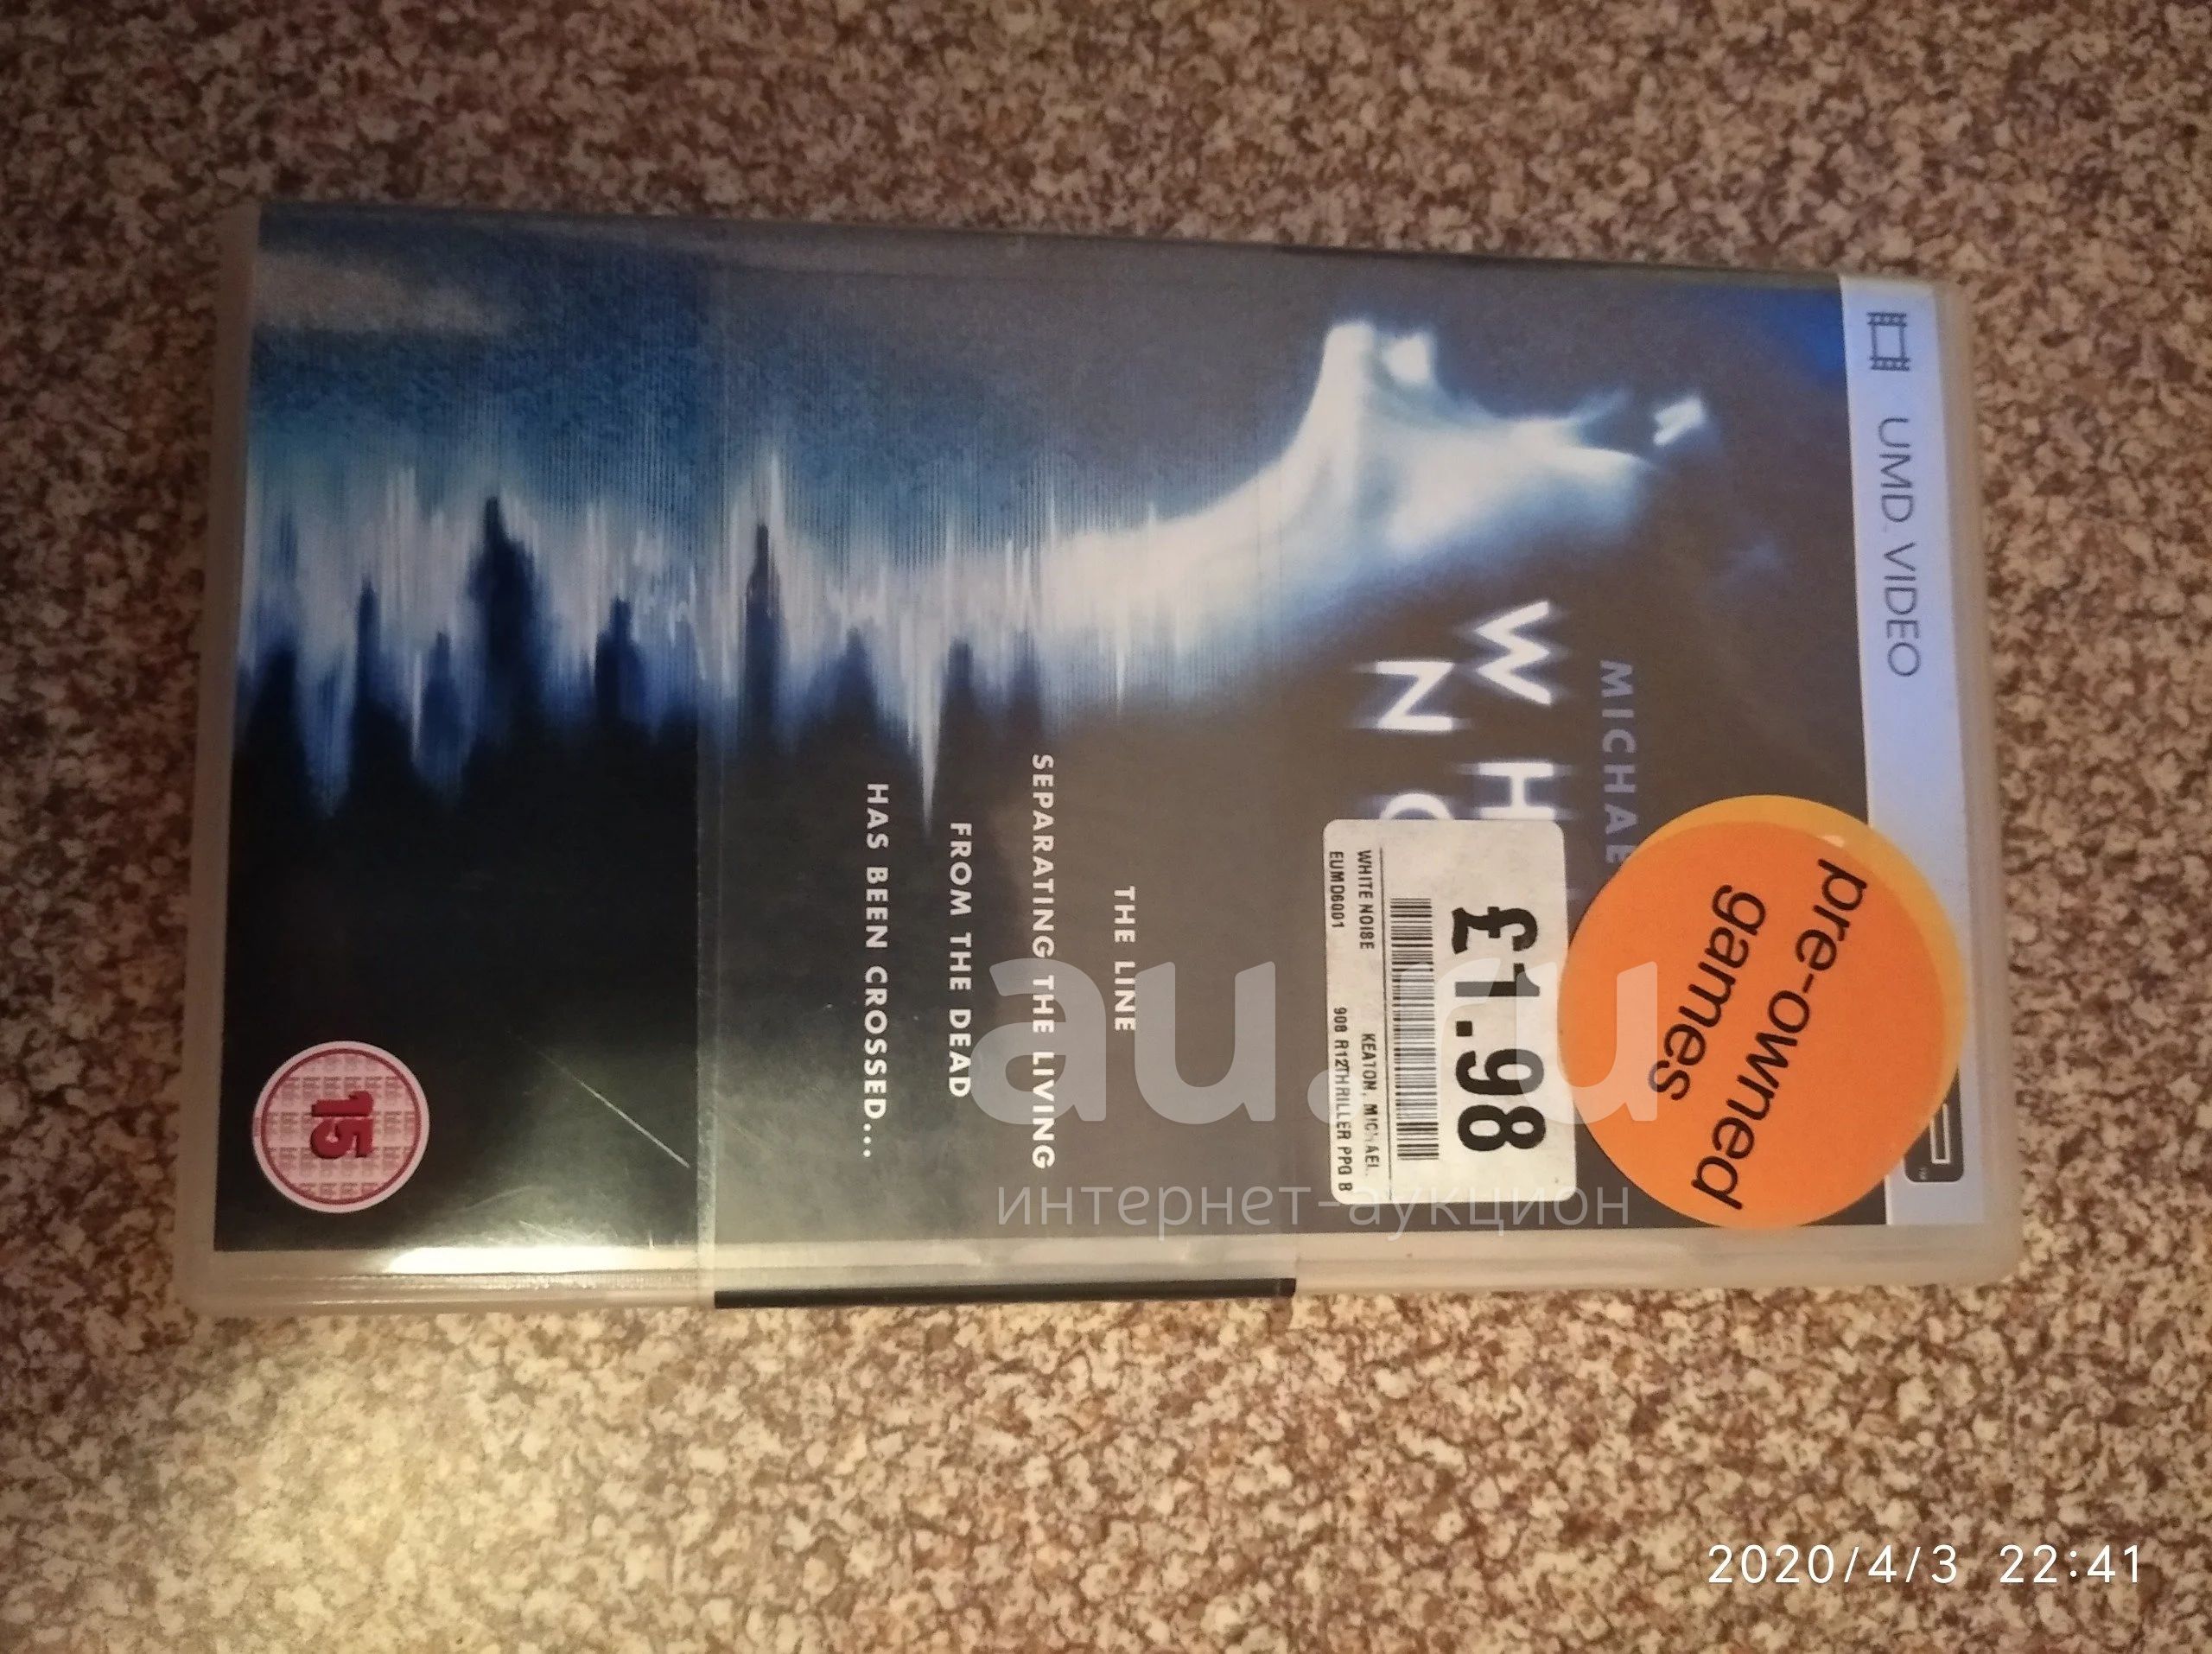 UMD. VIDEO
pre-owned
games
MICHAE
WH
N
£1.98
WHITE NOISE KEATON, MICHAEL
EUMD6001 908 R12THRILLER PPG B
THE LINE
SEPARATING THE LIVING
FROM THE DEAD
HAS BEEN CROSSED...
15
au.ru
интернет-аукцион
2020/4/3 22:41